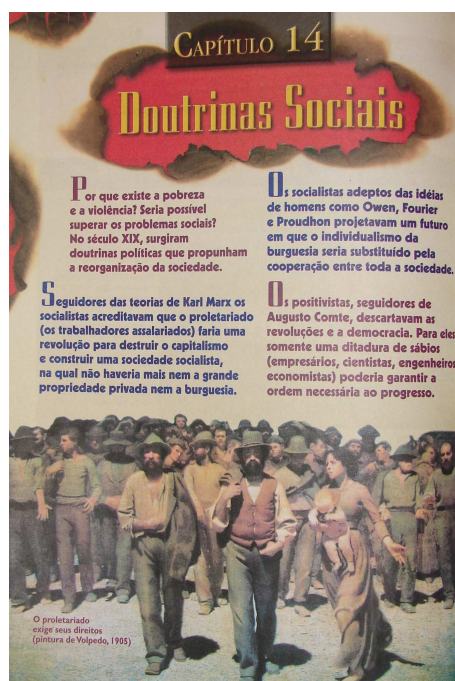 CAPÍTULO 14
Doutrinas Sociais
Por que existe a pobreza
e a violência? Seria possível
superar os problemas sociais?
No século XIX, surgiram
doutrinas políticas que propunham
a reorganização da sociedade.
Seguidores das teorias de Karl Marx os
socialistas acreditavam que o proletariado
(os trabalhadores assalariados) faria uma
revolução para destruir o capitalismo
e construir uma sociedade socialista,
na qual não haveria mais nem a grande
propriedade privada nem a burguesia.
Os socialistas adeptos das idéias
de homens como Owen, Fourier
e Proudhon projetavam um futuro
em que o individualismo da
burguesia seria substituído pela
cooperação entre toda a sociedade.
Os positivistas, seguidores de
Augusto Comte, descartavam as
revoluções e a democracia. Para eles
somente uma ditadura de sábios
(empresários, cientistas, engenheiros
economistas) poderia garantir a
ordem necessária ao progresso.
O proletariado
exige seus direitos
(pintura de Volpedo, 1905)